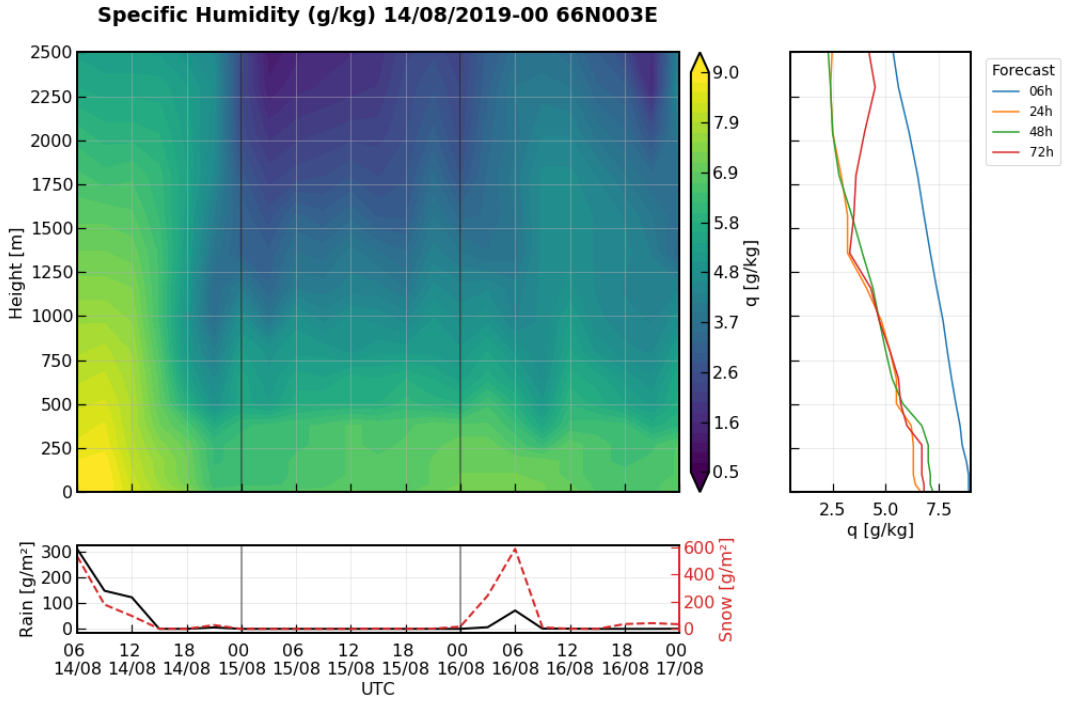 Specific Humidity (g/kg) 14/08/2019-00 66N003E
Height [m]
2500
2250
2000
1750
1500
1250
1000
750
500
250
0
9.0
7.9
6.9
5.8
4.8
3.7
2.6
1.6
0.5
q [g/kg]
2.5 5.0 7.5
q [g/kg]
Forecast
06h
24h
48h
72h
Rain [g/m²]
300
200
100
0
600
400
200
0
Snow [g/m²]
06 12 18 00 06 12 18 00 06 12 18 00
14/08 14/08 14/08 15/08 15/08 15/08 15/08 16/08 16/08 16/08 16/08 17/08
UTC